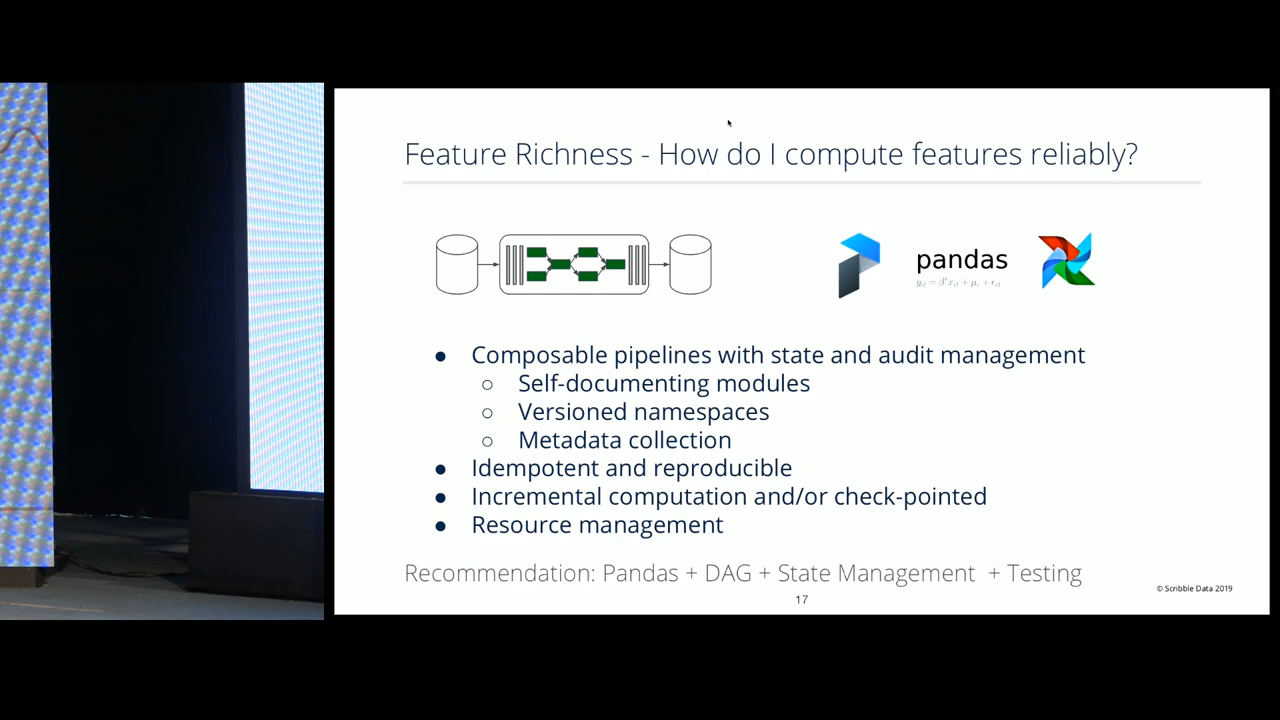 Feature Richness - How do I compute features reliably?
pandas
● Composable pipelines with state and audit management
○ Self-documenting modules
○ Versioned namespaces
○ Metadata collection
● Idempotent and reproducible
● Incremental computation and/or check-pointed
● Resource management
Recommendation: Pandas + DAG + State Management + Testing
© Scribble Data 2019
17